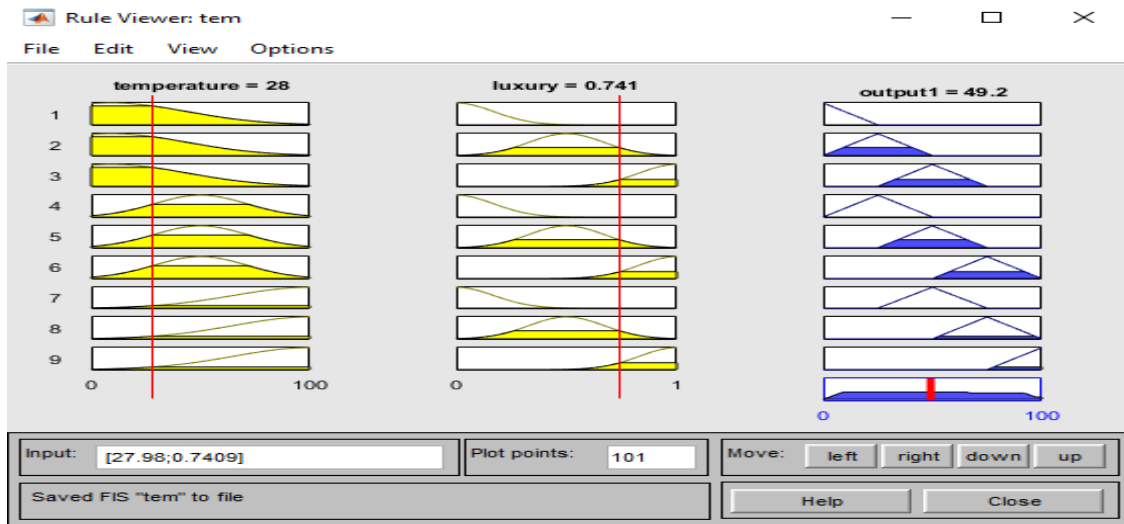 Rule Viewer: tem
File Edit View Options
temperature = 28
luxury = 0.741
output1 = 49.2
1
2
3
4
5
6
7
8
9
0 100
0 1
0 100
Input: [27.98;0.7409]
Plot points: 101
Move: left right down up
Saved FIS "tem" to file
Help Close